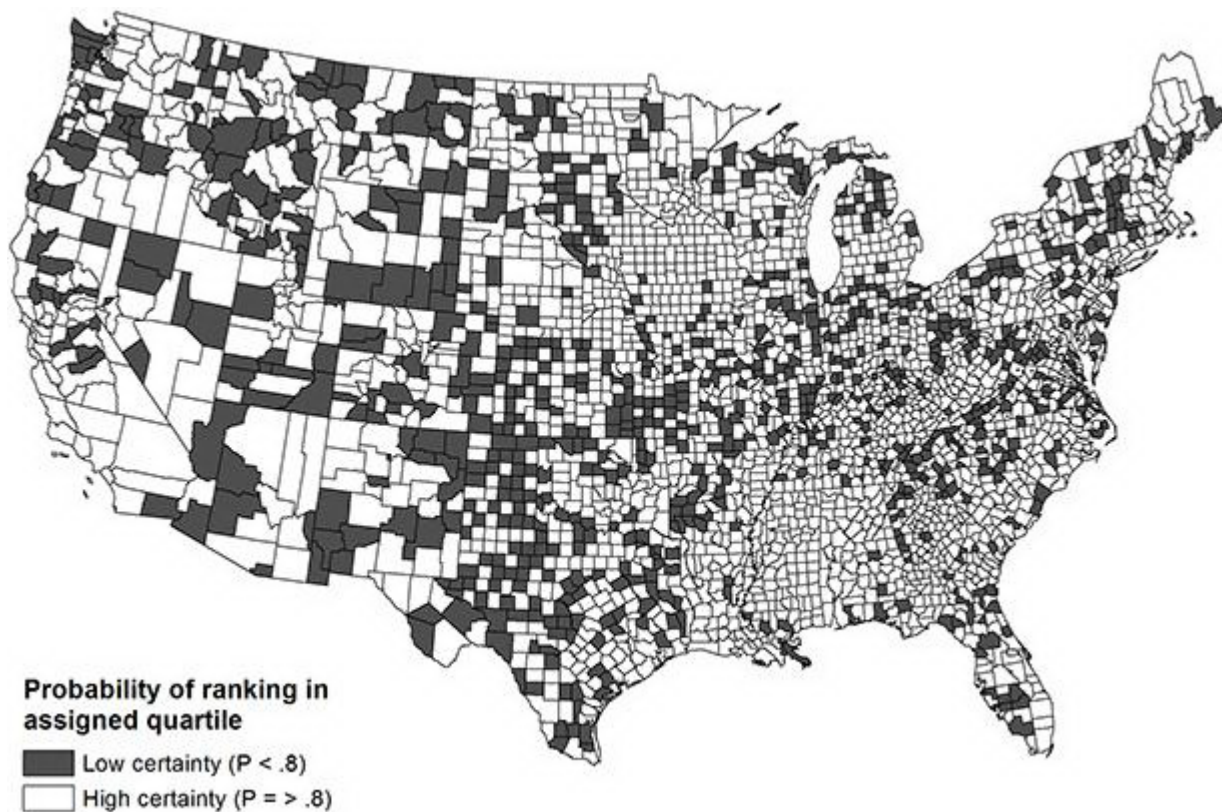 Probability of ranking in
assigned quartile
Low certainty (P < .8)
High certainty (P = > .8)